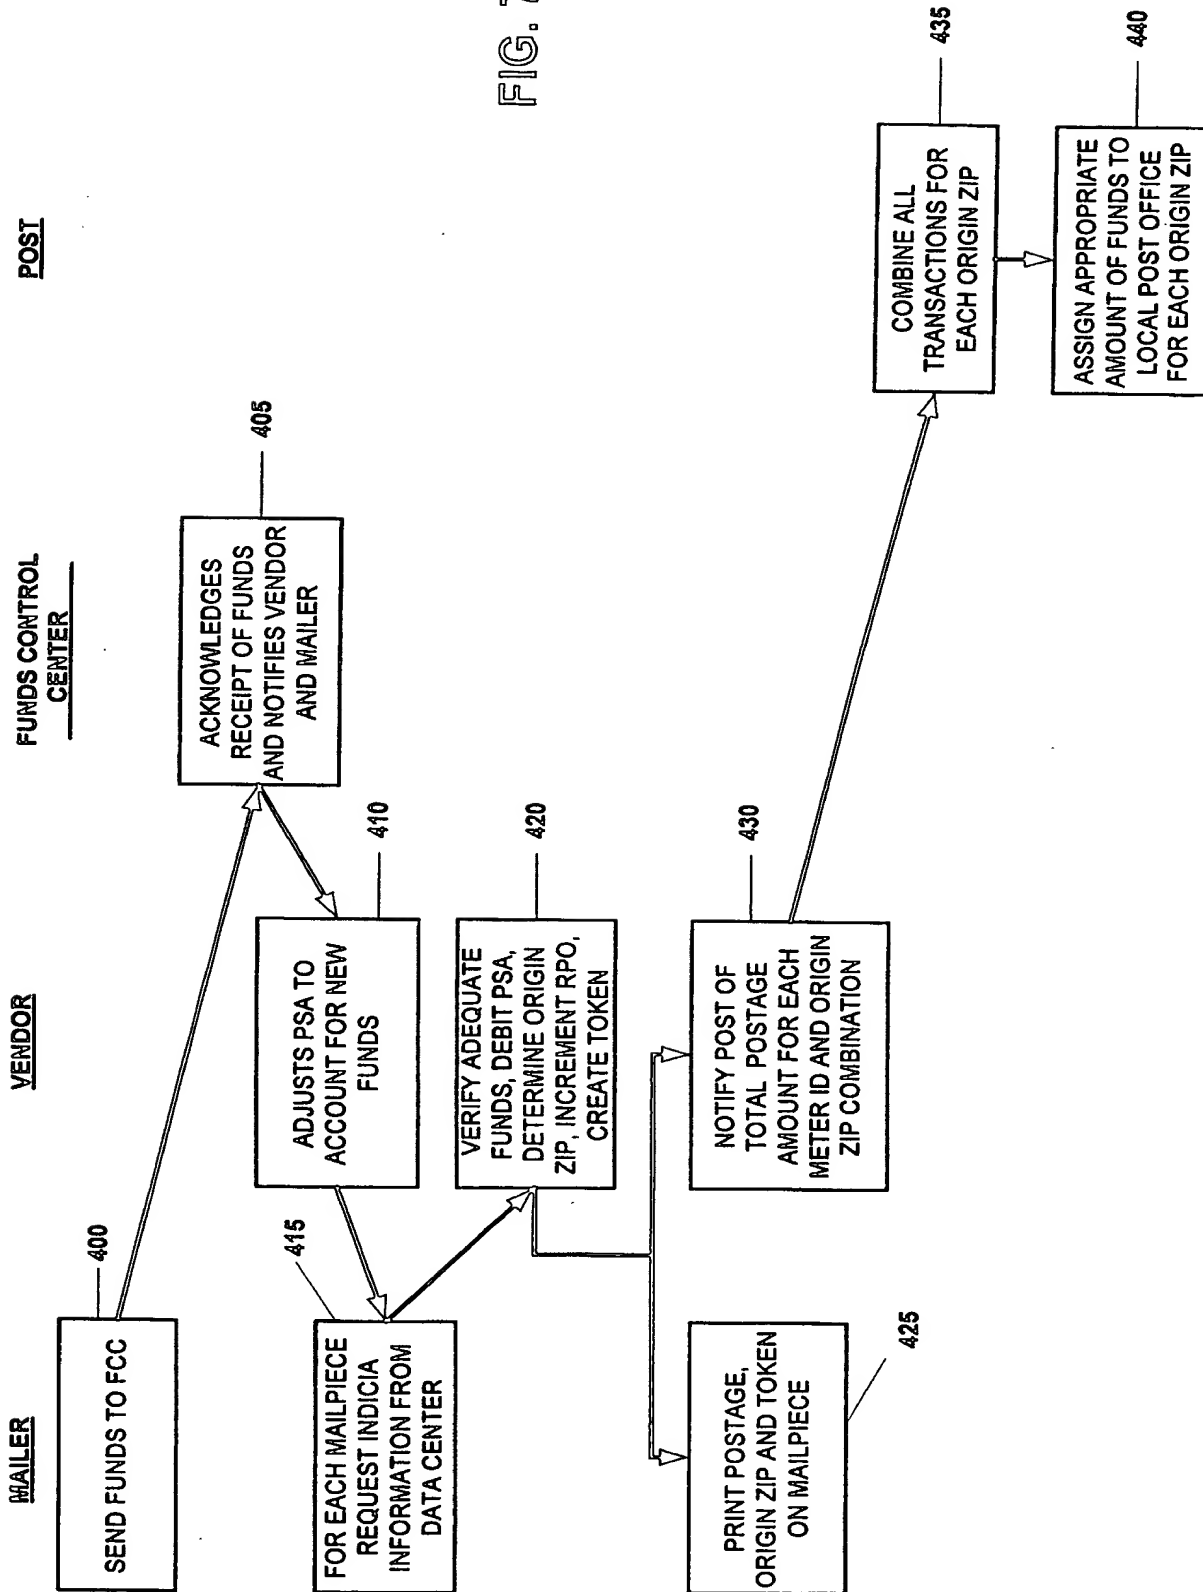 MAILER
VENDOR
FUNDS CONTROL
CENTER
POST
400
SEND FUNDS TO FCC
405
ACKNOWLEDGES
RECEIPT OF FUNDS
AND NOTIFIES VENDOR
AND MAILER
410
ADJUSTS PSA TO
ACCOUNT FOR NEW
FUNDS
415
FOR EACH MAILPIECE
REQUEST INDICIA
INFORMATION FROM
DATA CENTER
420
VERIFY ADEQUATE
FUNDS, DEBIT PSA,
DETERMINE ORIGIN
ZIP, INCREMENT RPO,
CREATE TOKEN
425
PRINT POSTAGE,
ORIGIN ZIP AND TOKEN
ON MAILPIECE
430
NOTIFY POST OF
TOTAL POSTAGE
AMOUNT FOR EACH
METER ID AND ORIGIN
ZIP COMBINATION
435
COMBINE ALL
TRANSACTIONS FOR
EACH ORIGIN ZIP
440
ASSIGN APPROPRIATE
AMOUNT OF FUNDS TO
LOCAL POST OFFICE
FOR EACH ORIGIN ZIP
FIG. 7